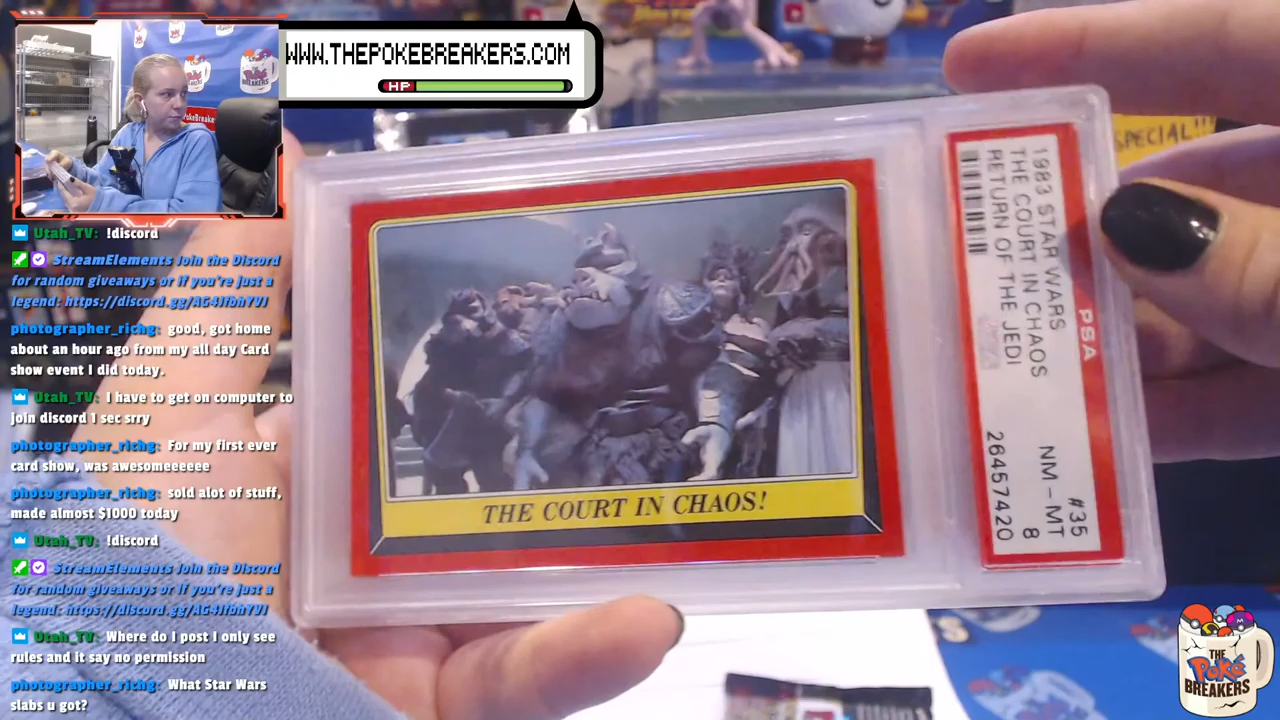 WWW.THEPOKEBREAKERS.COM
HP
Utah_TV: !discord
StreamElements Join the Discord
for random giveaways or if you're just a
legend: https://discord.gg/AG4JfbhYVJ
photographer_richg: good, got home
about an hour ago from my all day Card
show event I did today.
Utah_TV: I have to get on computer to
join discord 1 sec srry
photographer_richg: For my first ever
card show, was awesomeeeeee
photographer_richg: sold alot of stuff,
made almost $1000 today
Utah_TV: !discord
StreamElements Join the Discord
for random giveaways or if you're just a
legend: https://discord.gg/AG4JfbhYVJ
Utah_TV: Where do I post I only see
rules and it say no permission
photographer_richg: What Star Wars
slabs u got?
THE COURT IN CHAOS!
1983 STAR WARS #35
THE COURT IN CHAOS NM-MT
RETURN OF THE JEDI 8
26457420
PSA
SPECIAL!!
THE
Poké
BREAKERS